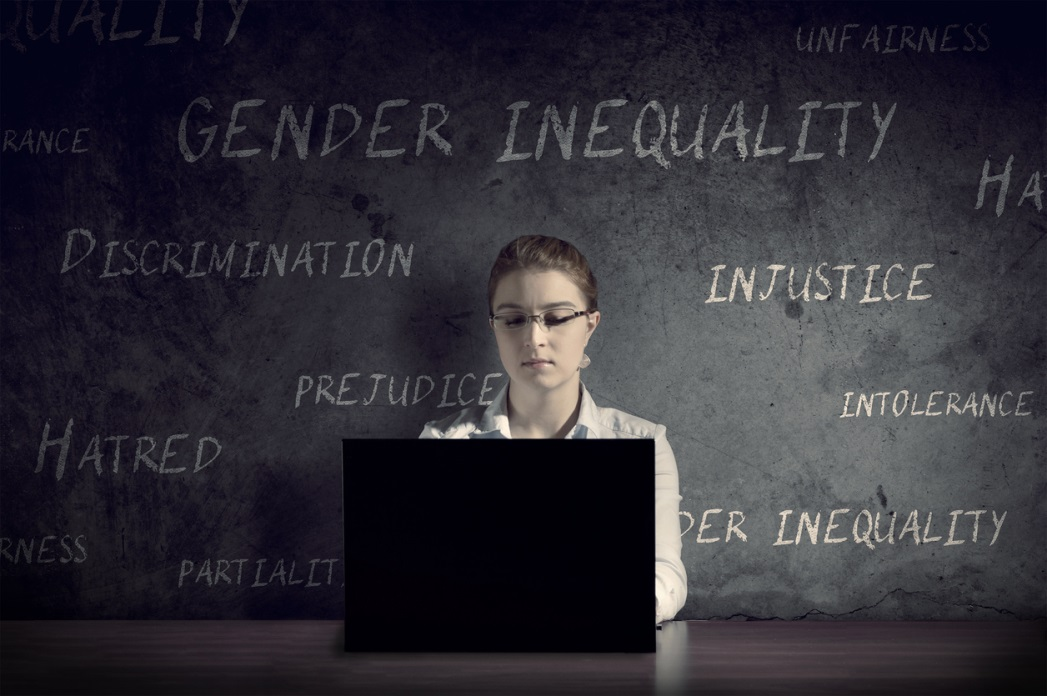 QUALITY
UNFAIRNESS
GENDER INEQUALITY
RANCE
HA
DISCRIMINATION
INJUSTICE
PREJUDICE
INTOLERANCE
HATRED
DER INEQUALITY
RNESS
PARTIALIT